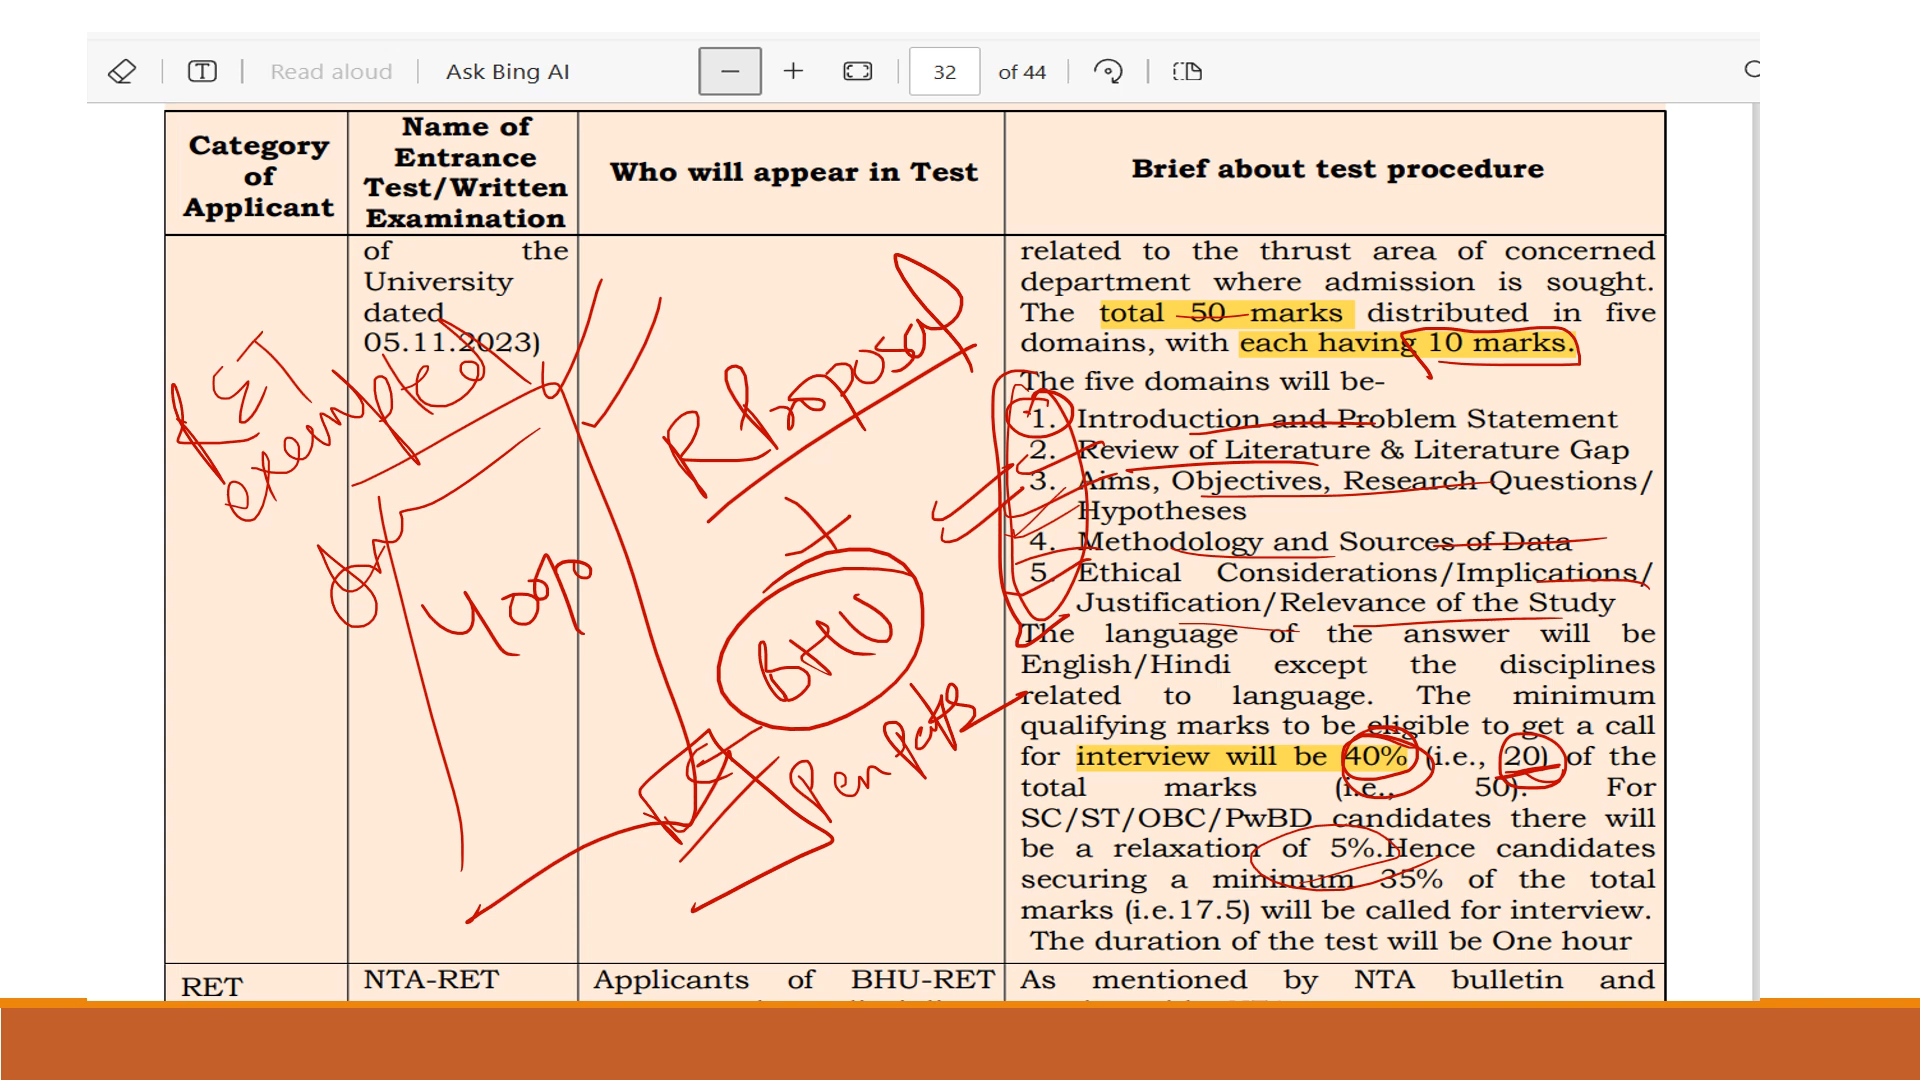 Read aloud
Ask Bing AI
32 of 44
Category
of
Applicant
Name of
Entrance
Test/Written
Examination
Who will appear in Test
Brief about test procedure
of the
University
dated
05.11.2023)
related to the thrust area of concerned
department where admission is sought.
The total 50 marks distributed in five
domains, with each having 10 marks.
The five domains will be-
1. Introduction and Problem Statement
2. Review of Literature & Literature Gap
3. Aims, Objectives, Research Questions/
Hypotheses
4. Methodology and Sources of Data
5. Ethical Considerations/Implications/
Justification/Relevance of the Study
The language of the answer will be
English/Hindi except the disciplines
related to language. The minimum
qualifying marks to be eligible to get a call
for interview will be 40% (i.e., 20) of the
total marks (i.e., 50). For
SC/ST/OBC/PwBD candidates there will
be a relaxation of 5%.Hence candidates
securing a minimum 35% of the total
marks (i.e.17.5) will be called for interview.
The duration of the test will be One hour
RET
exempted
R Proposal
BHU
Pen
RET
NTA-RET
Applicants of BHU-RET
As mentioned by NTA bulletin and